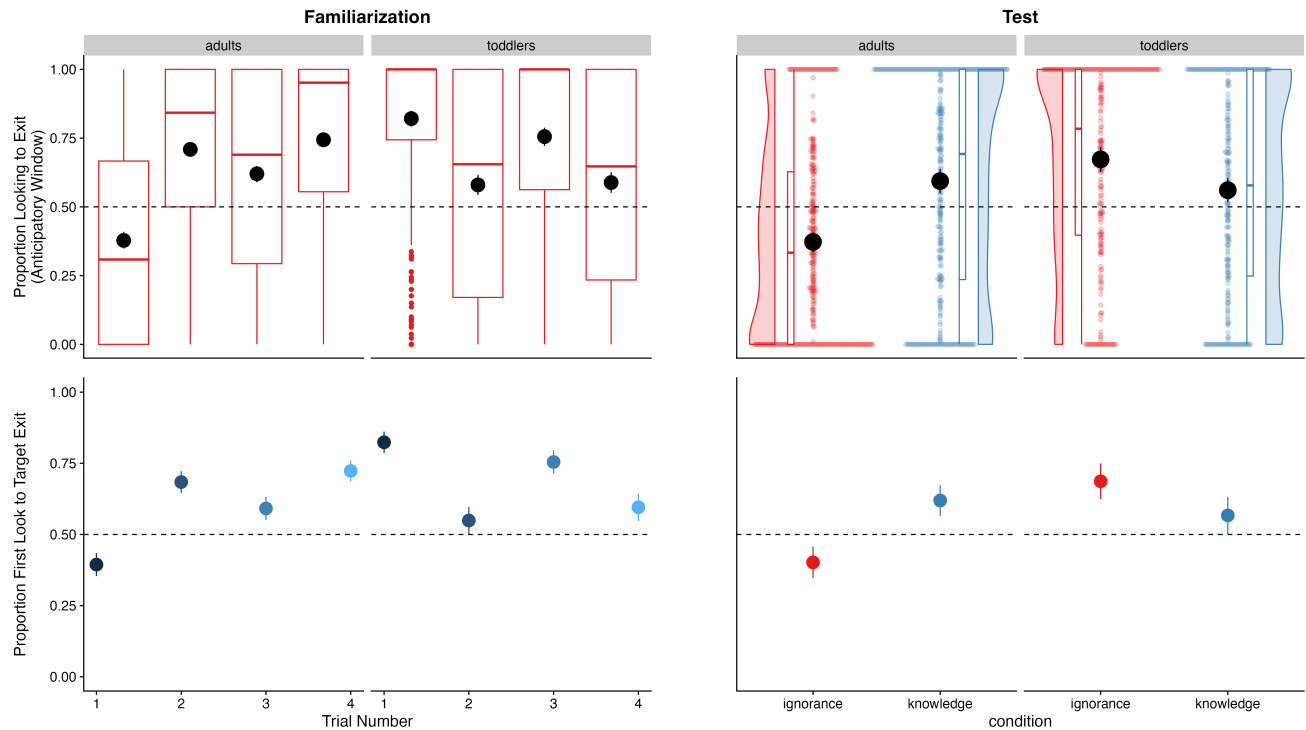 Familiarization
Test
adults
toddlers
adults
toddlers
Proportion Looking to Exit
(Anticipatory Window)
1.00
0.75
0.50
0.25
0.00
Proportion First Look to Target Exit
1.00
0.75
0.50
0.25
0.00
1
2
3
4
1
2
3
4
Trial Number
ignorance
knowledge
ignorance
knowledge
condition